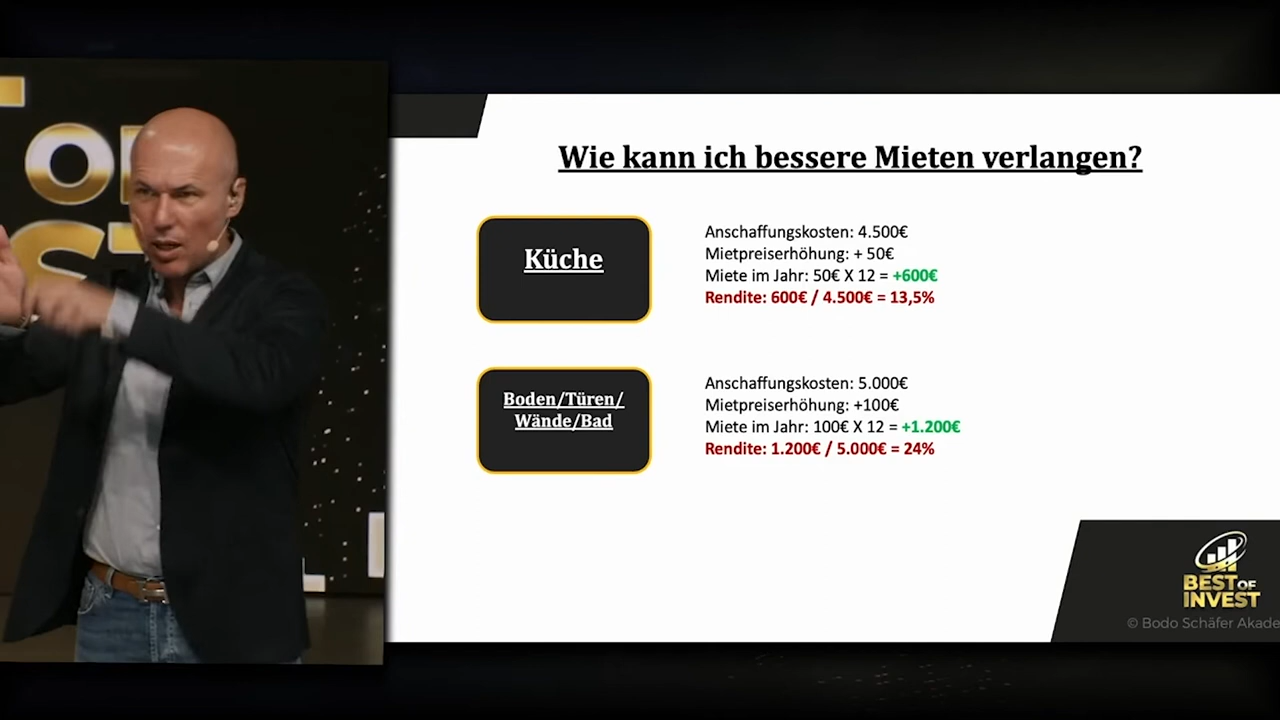 Wie kann ich bessere Mieten verlangen?
Küche
Anschaffungskosten: 4.500€
Mietpreiserhöhung: + 50€
Miete im Jahr: 50€ X 12 = +600€
Rendite: 600€ / 4.500€ = 13,5%
Boden/Türen/
Wände/Bad
Anschaffungskosten: 5.000€
Mietpreiserhöhung: +100€
Miete im Jahr: 100€ X 12 = +1.200€
Rendite: 1.200€ / 5.000€ = 24%
BEST OF
INVEST
© Bodo Schäfer Akade